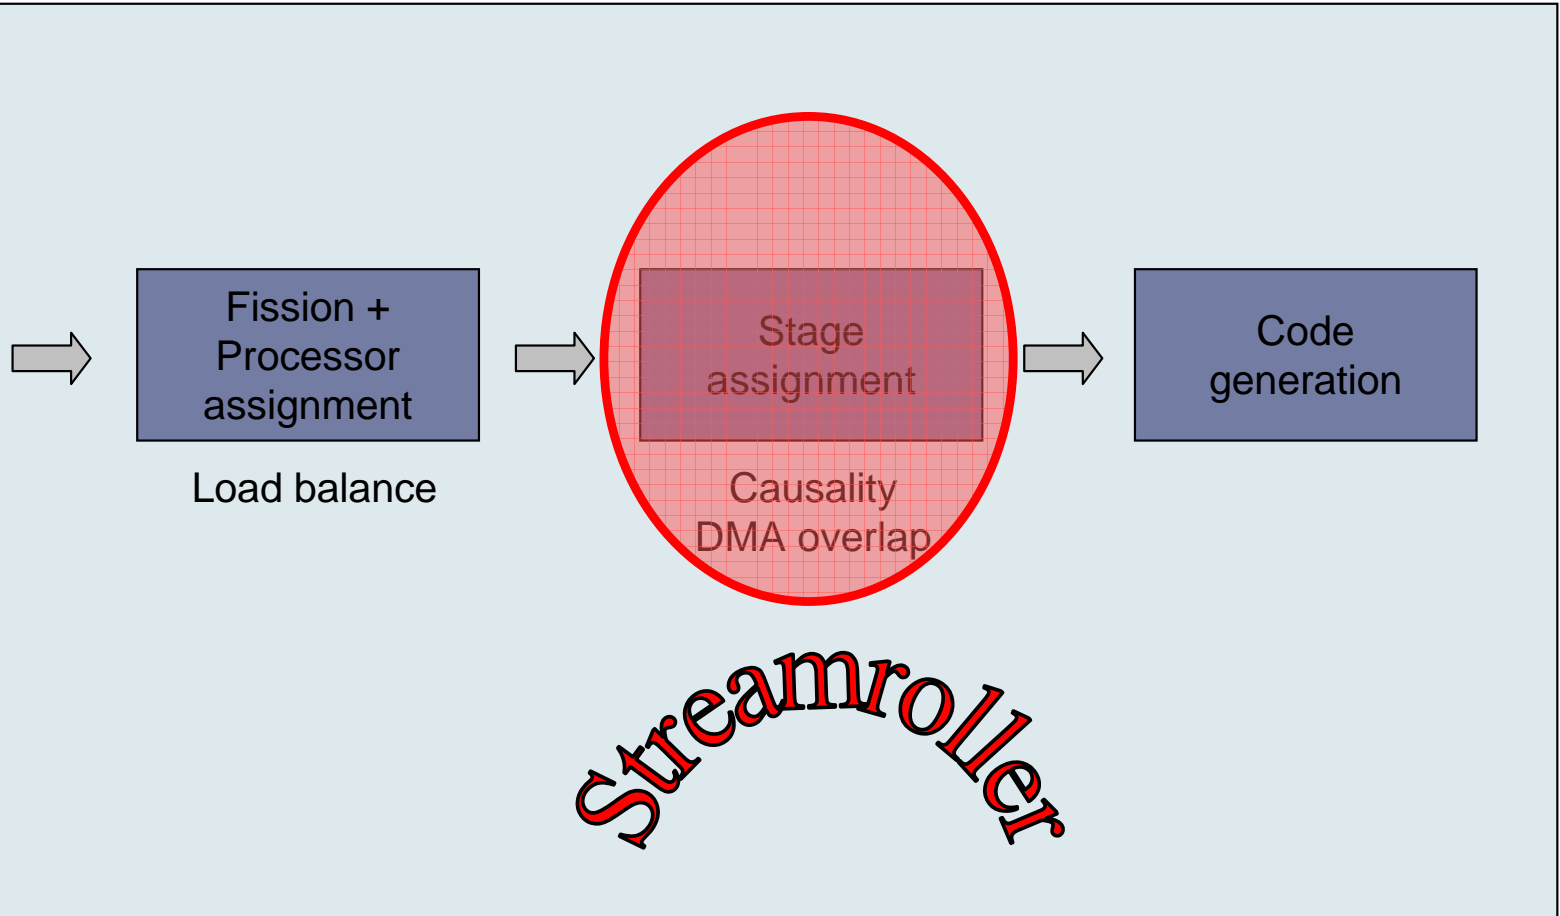 Fission +
Processor
assignment
Load balance
Stage
assignment
Causality
DMA overlap
Code
generation
Streamroller